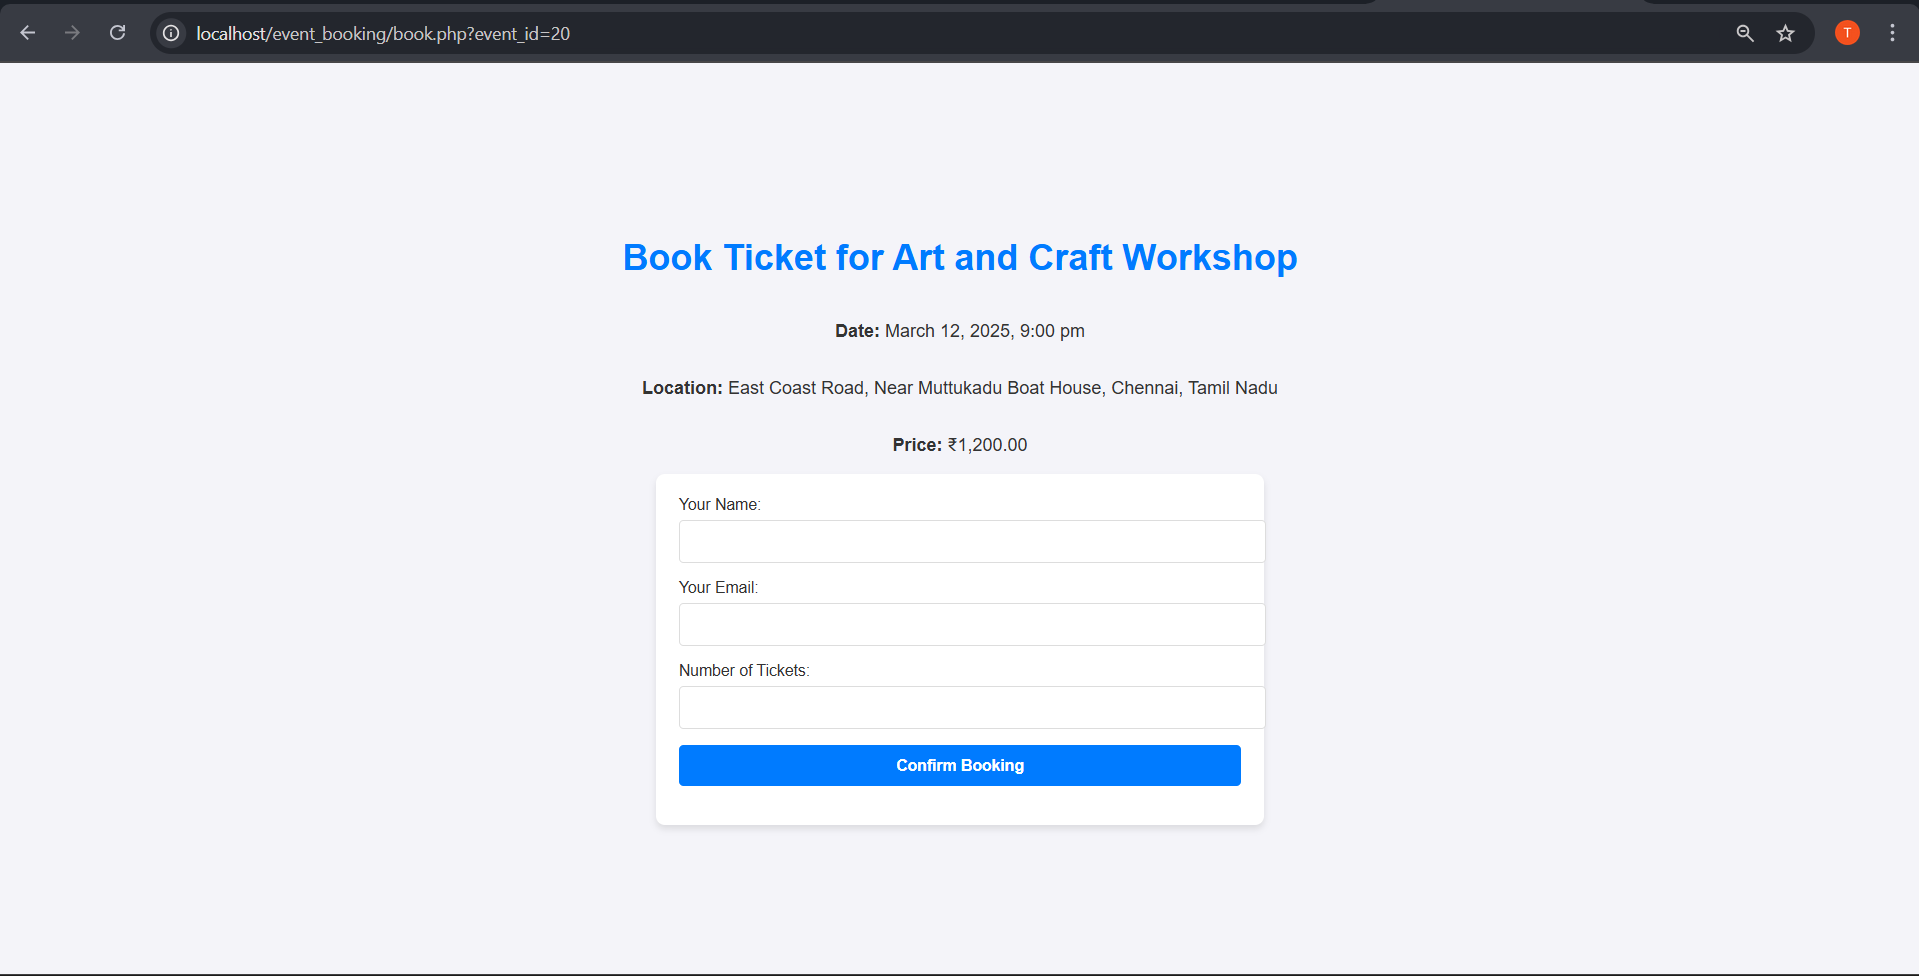 localhost/event_booking/book.php?event_id=20
T
Book Ticket for Art and Craft Workshop
Date: March 12, 2025, 9:00 pm
Location: East Coast Road, Near Muttukadu Boat House, Chennai, Tamil Nadu
Price: ₹1,200.00
Your Name:
Your Email:
Number of Tickets:
Confirm Booking